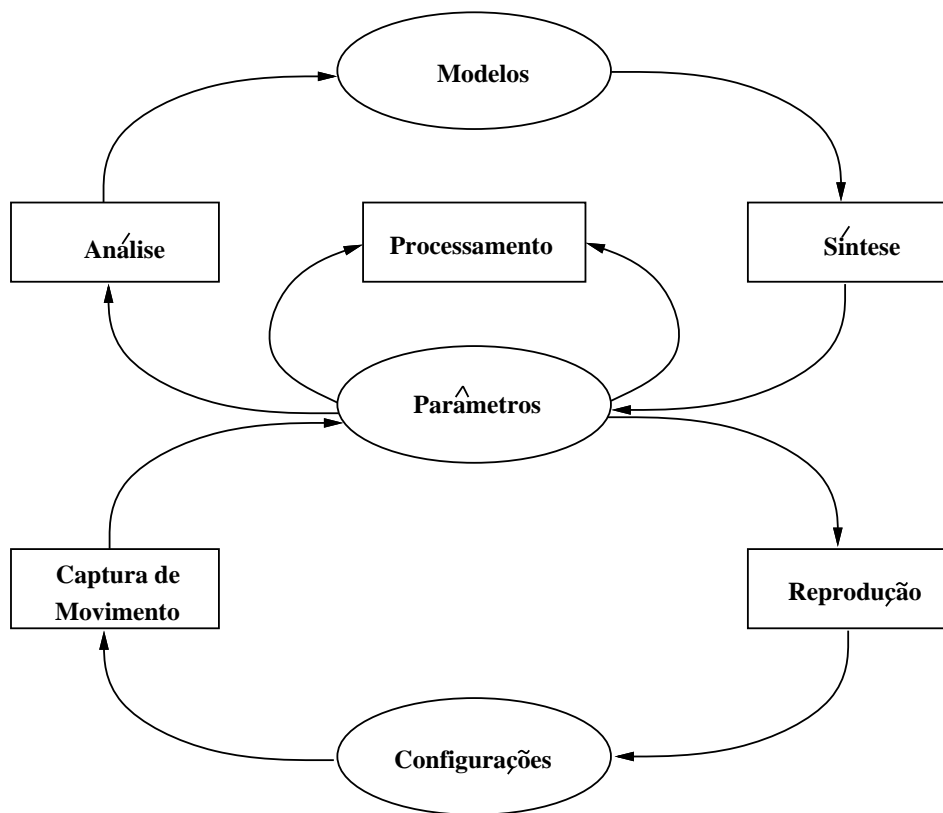 Modelos
Análise
Processamento
Síntese
Parâmetros
Captura de
Movimento
Reprodução
Configurações